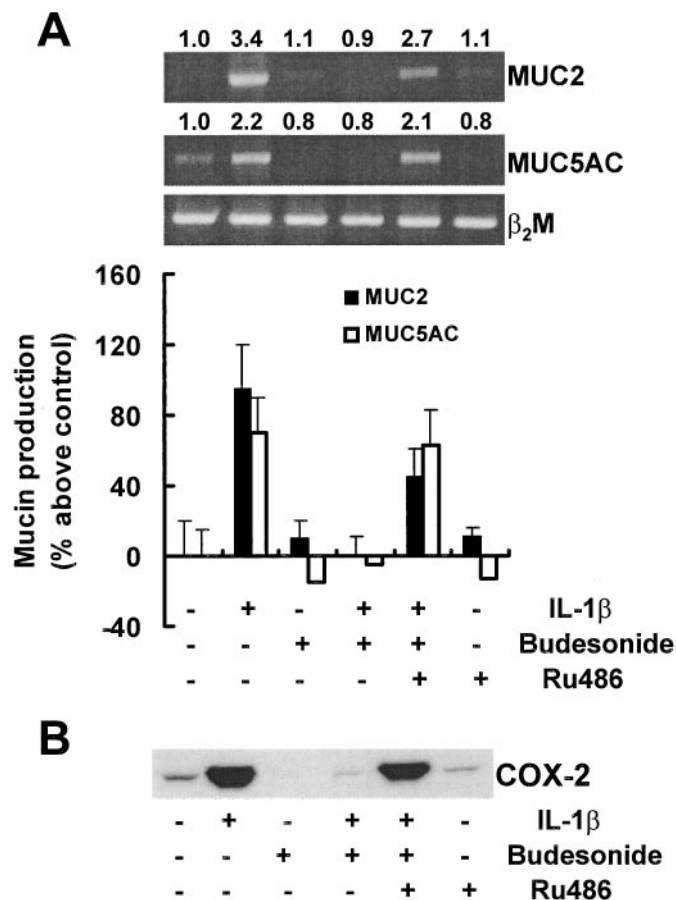 A
1.0 3.4 1.1 0.9 2.7 1.1
MUC2
1.0 2.2 0.8 0.8 2.1 0.8
MUC5AC
β₂M
Mucin production
(% above control)
160
120
80
40
0
-40
MUC2
MUC5AC
- + - + + - IL-1β
- - + + + - Budesonide
- - - - + + Ru486
B
COX-2
- + - + + - IL-1β
- - + + + - Budesonide
- - - - + + Ru486